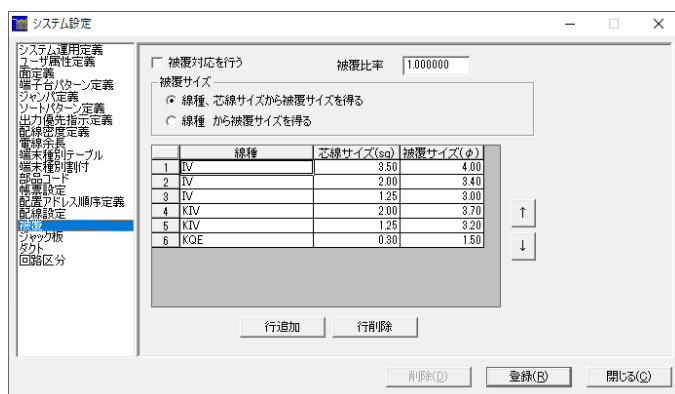 システム設定
システム運用定義
ユーザ属性定義
面定義
端子台パターン定義
ジャンパ定義
ソートパターン定義
出力優先指示定義
配線密度定義
電線余長
端末種別テーブル
端末種別割付
部品コード
帳票設定
配置アドレス順序定義
配線設定
被覆
ジャック板
ダクト
回路区分
被覆対応を行う 被覆比率 1.000000
被覆サイズ
線種、芯線サイズから被覆サイズを得る
線種 から被覆サイズを得る
線種 芯線サイズ(sq) 被覆サイズ(φ)
1 IV 3.50 4.00
2 IV 2.00 3.40
3 IV 1.25 3.00
4 KIV 2.00 3.70
5 KIV 1.25 3.20
6 KQE 0.30 1.50
↑
↓
行追加 行削除
削除(D) 登録(R) 閉じる(C)